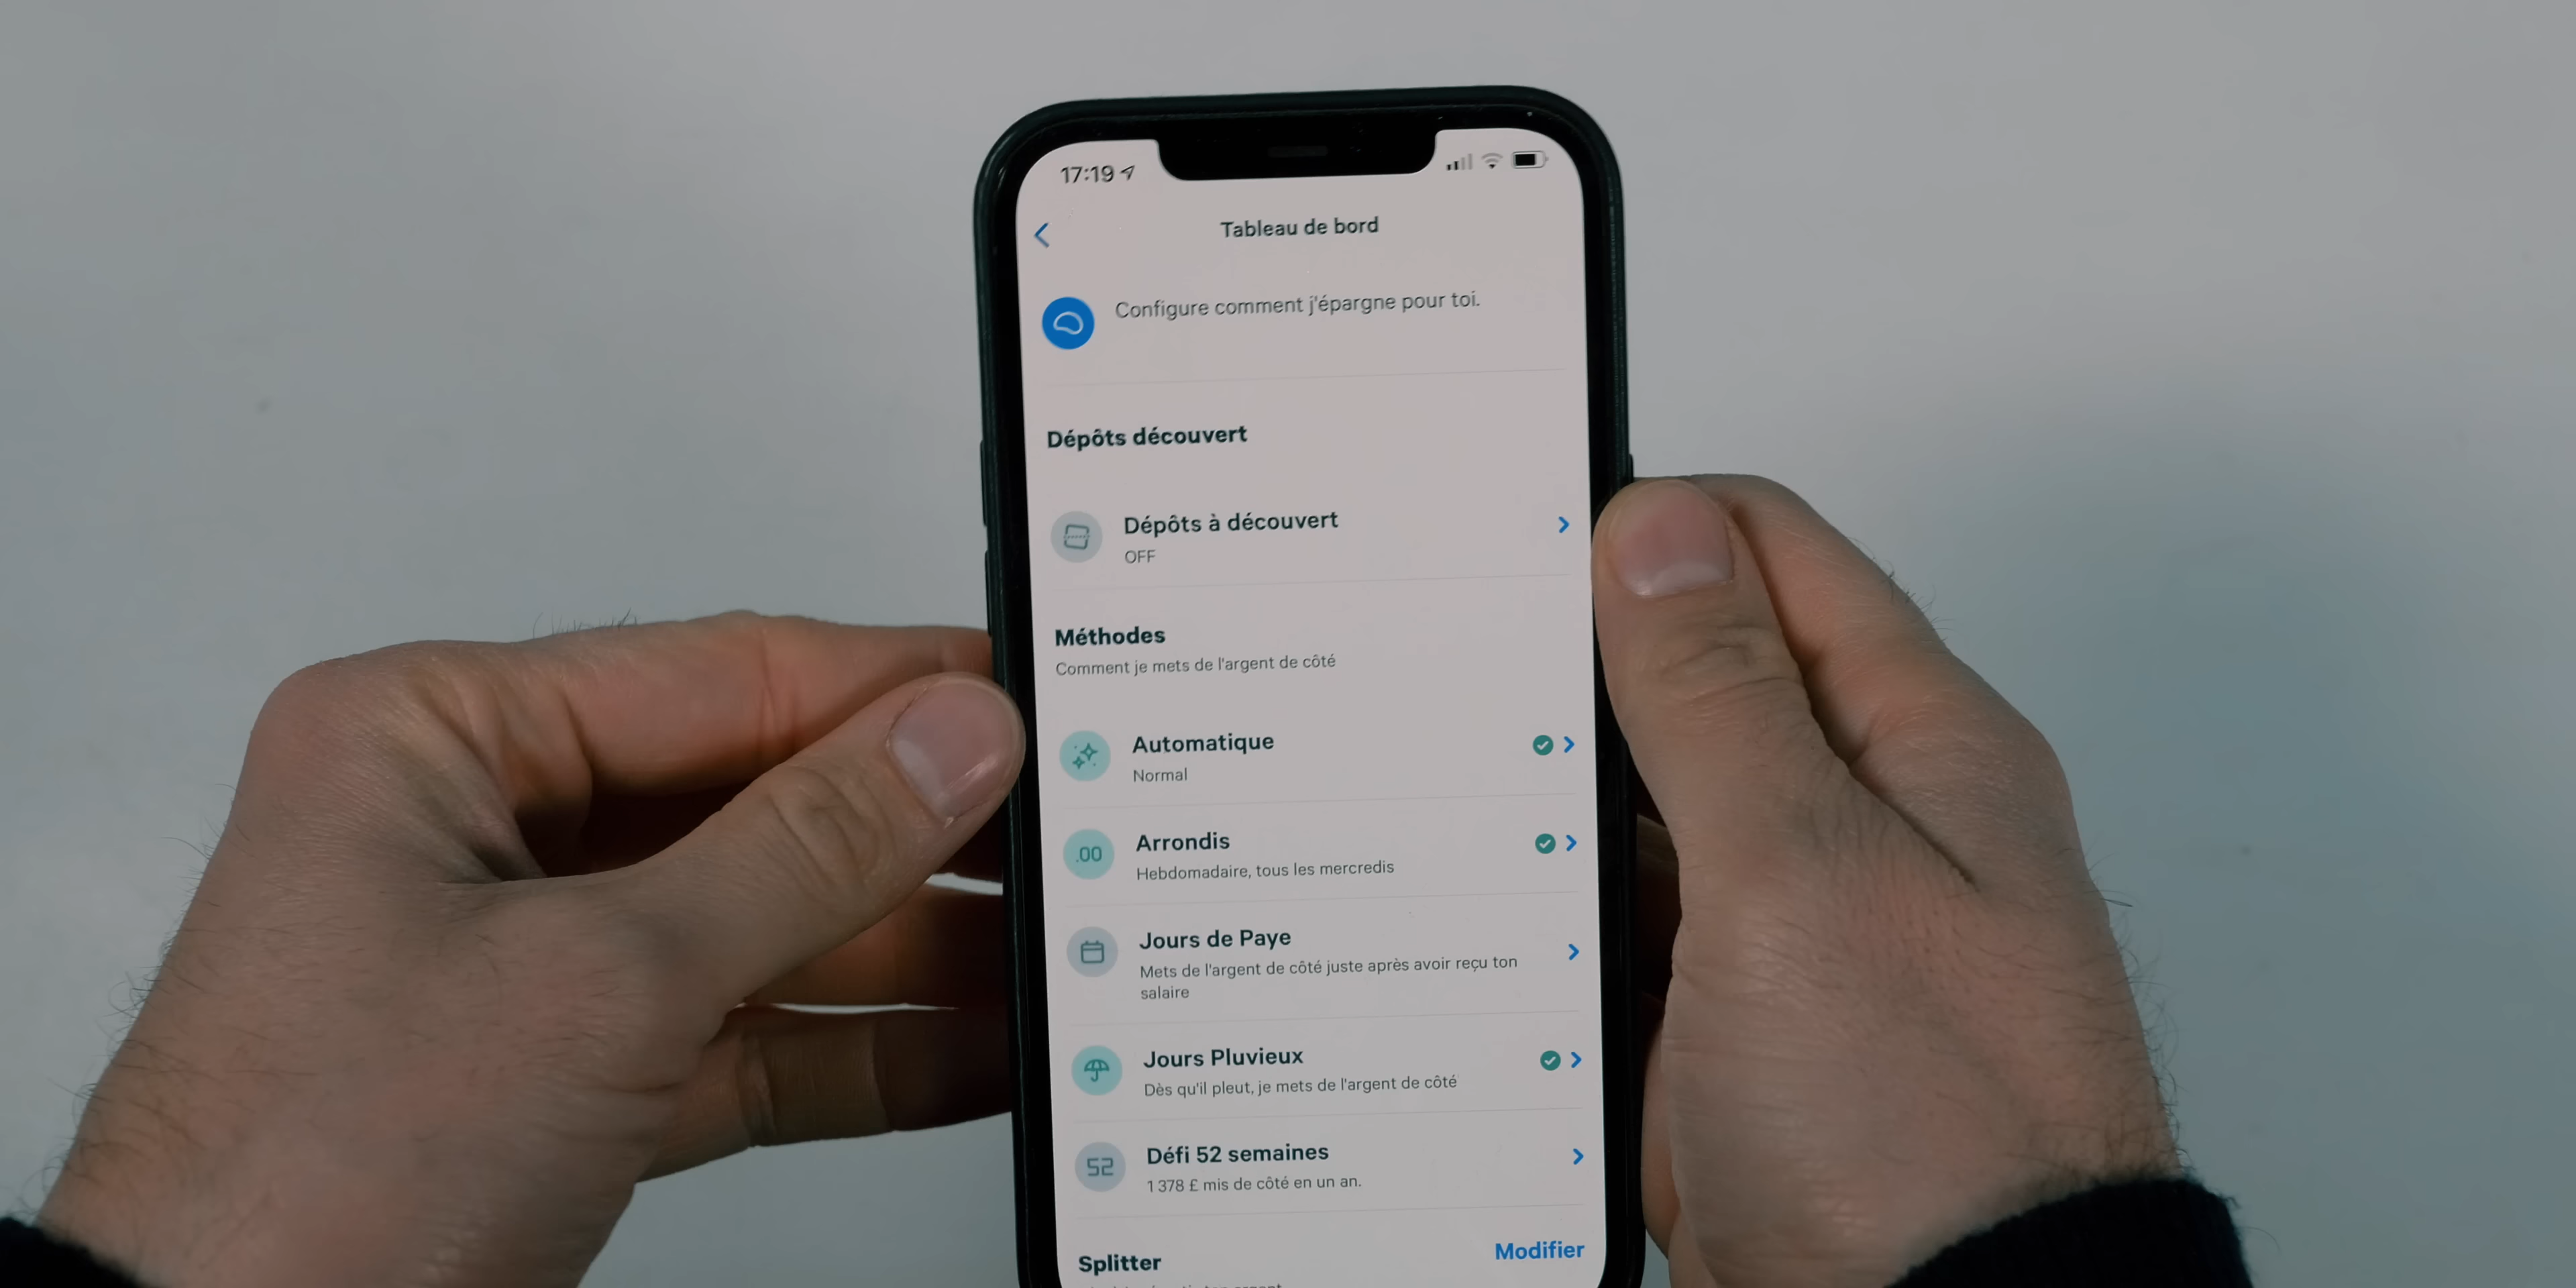 17:19
Tableau de bord
Configure comment j'épargne pour toi.
Dépôts découvert
Dépôts à découvert
OFF
Méthodes
Comment je mets de l'argent de côté
Automatique
Normal
.00
Arrondis
Hebdomadaire, tous les mercredis
Jours de Paye
Mets de l'argent de côté juste après avoir reçu ton
salaire
Jours Pluvieux
Dès qu'il pleut, je mets de l'argent de côté
52
Défi 52 semaines
1 378 £ mis de côté en un an.
Splitter
Modifier